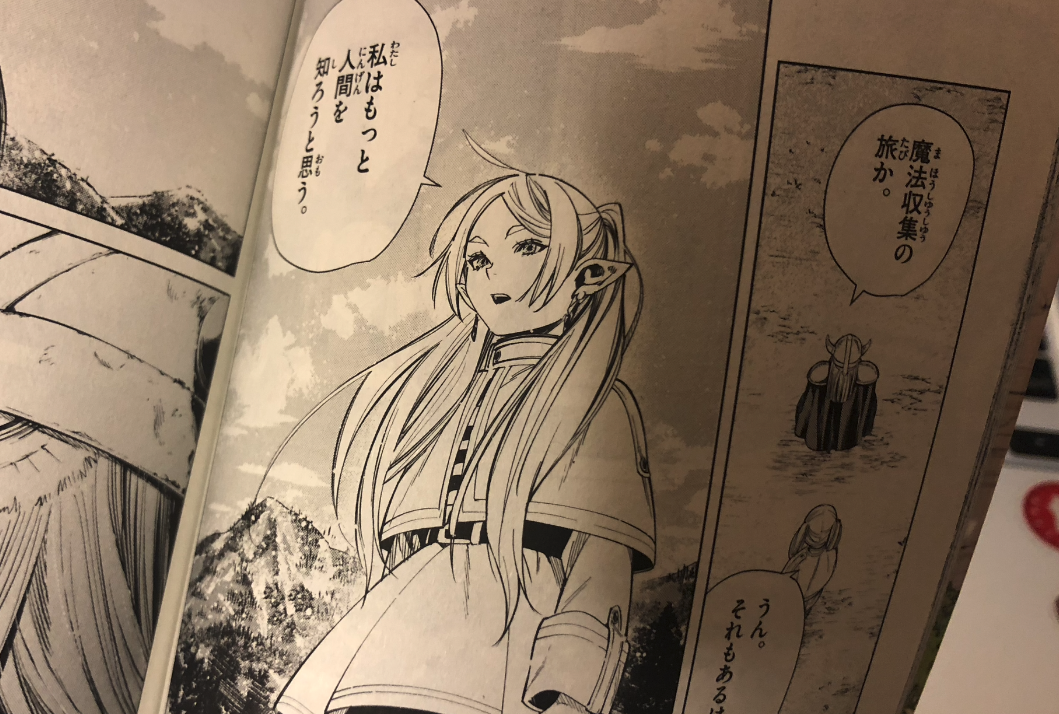 魔法収集の
旅か。
うん。
それもあるけ
私はもっと
人間を
知ろうと思う。